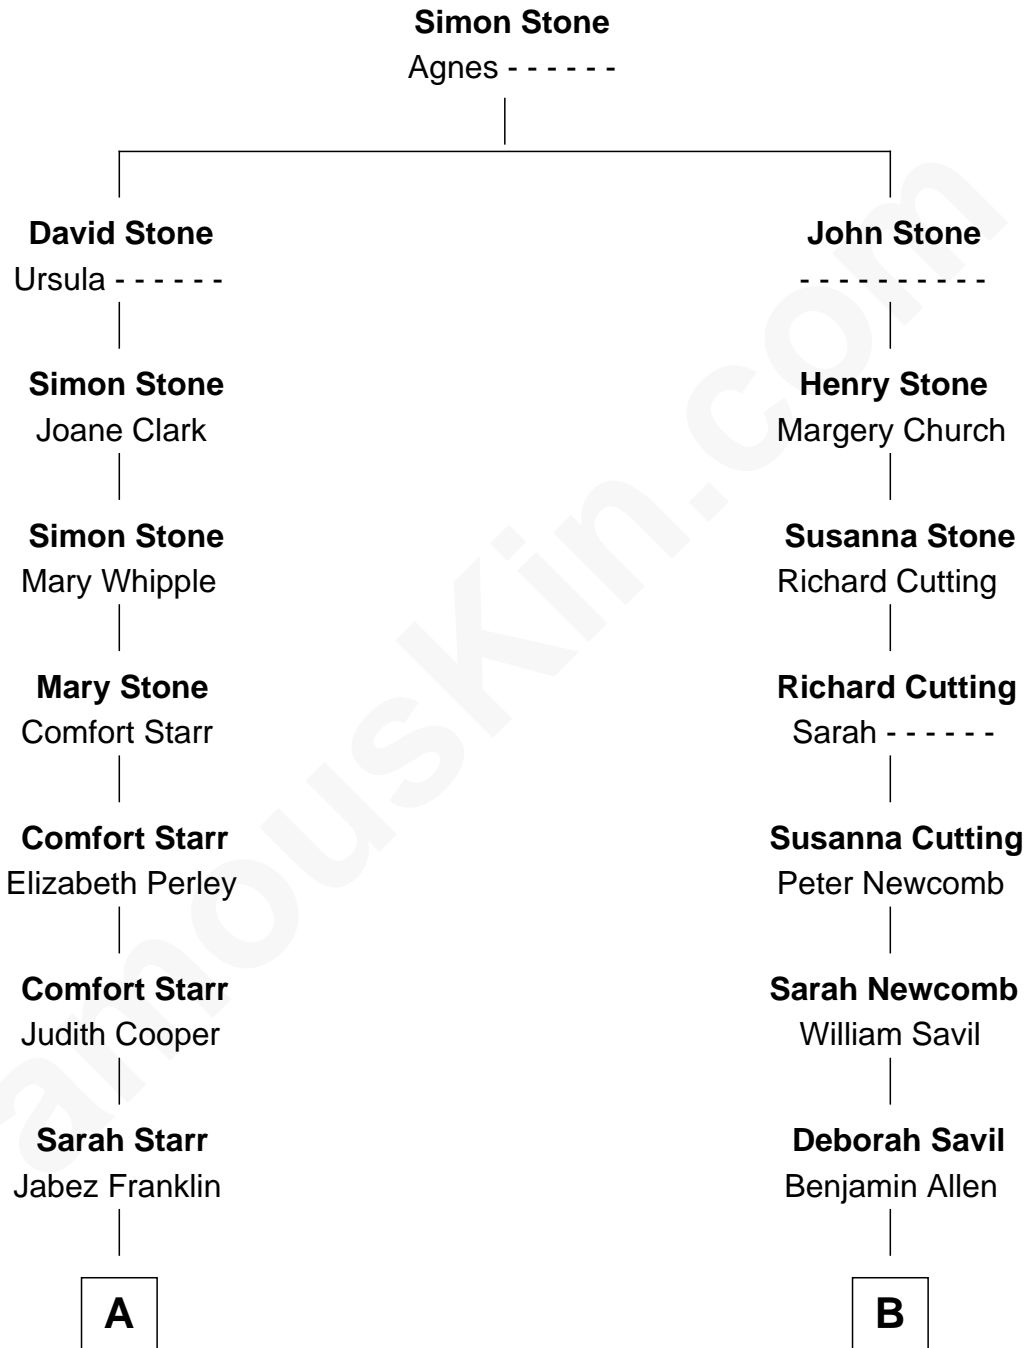 Simon Stone
Agnes - - - - - -
David Stone
Ursula - - - - - -
John Stone
- - - - - - - - - -
Simon Stone
Joane Clark
Henry Stone
Margery Church
Simon Stone
Mary Whipple
Susanna Stone
Richard Cutting
Mary Stone
Comfort Starr
Richard Cutting
Sarah - - - - - -
Comfort Starr
Elizabeth Perley
Susanna Cutting
Peter Newcomb
Comfort Starr
Judith Cooper
Sarah Newcomb
William Savil
Sarah Starr
Jabez Franklin
Deborah Savil
Benjamin Allen
A
B
amousKin.com